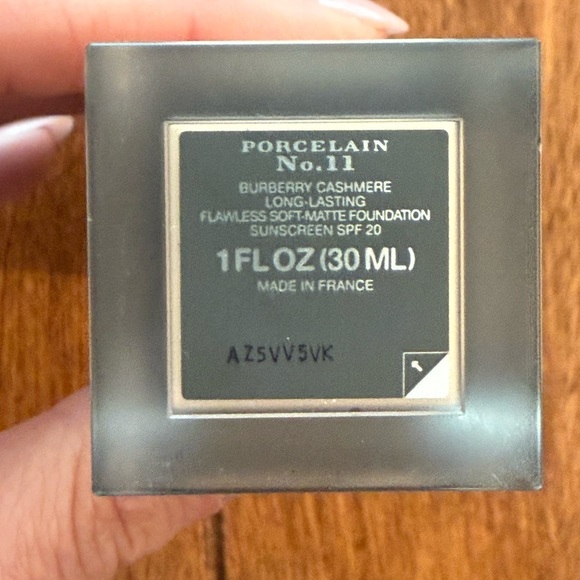 PORCELAIN
No.11
BURBERRY CASHMERE
LONG-LASTING
FLAWLESS SOFT-MATTE FOUNDATION
SUNSCREEN SPF 20
1 FL OZ (30 ML)
MADE IN FRANCE
AZ5VV5VK